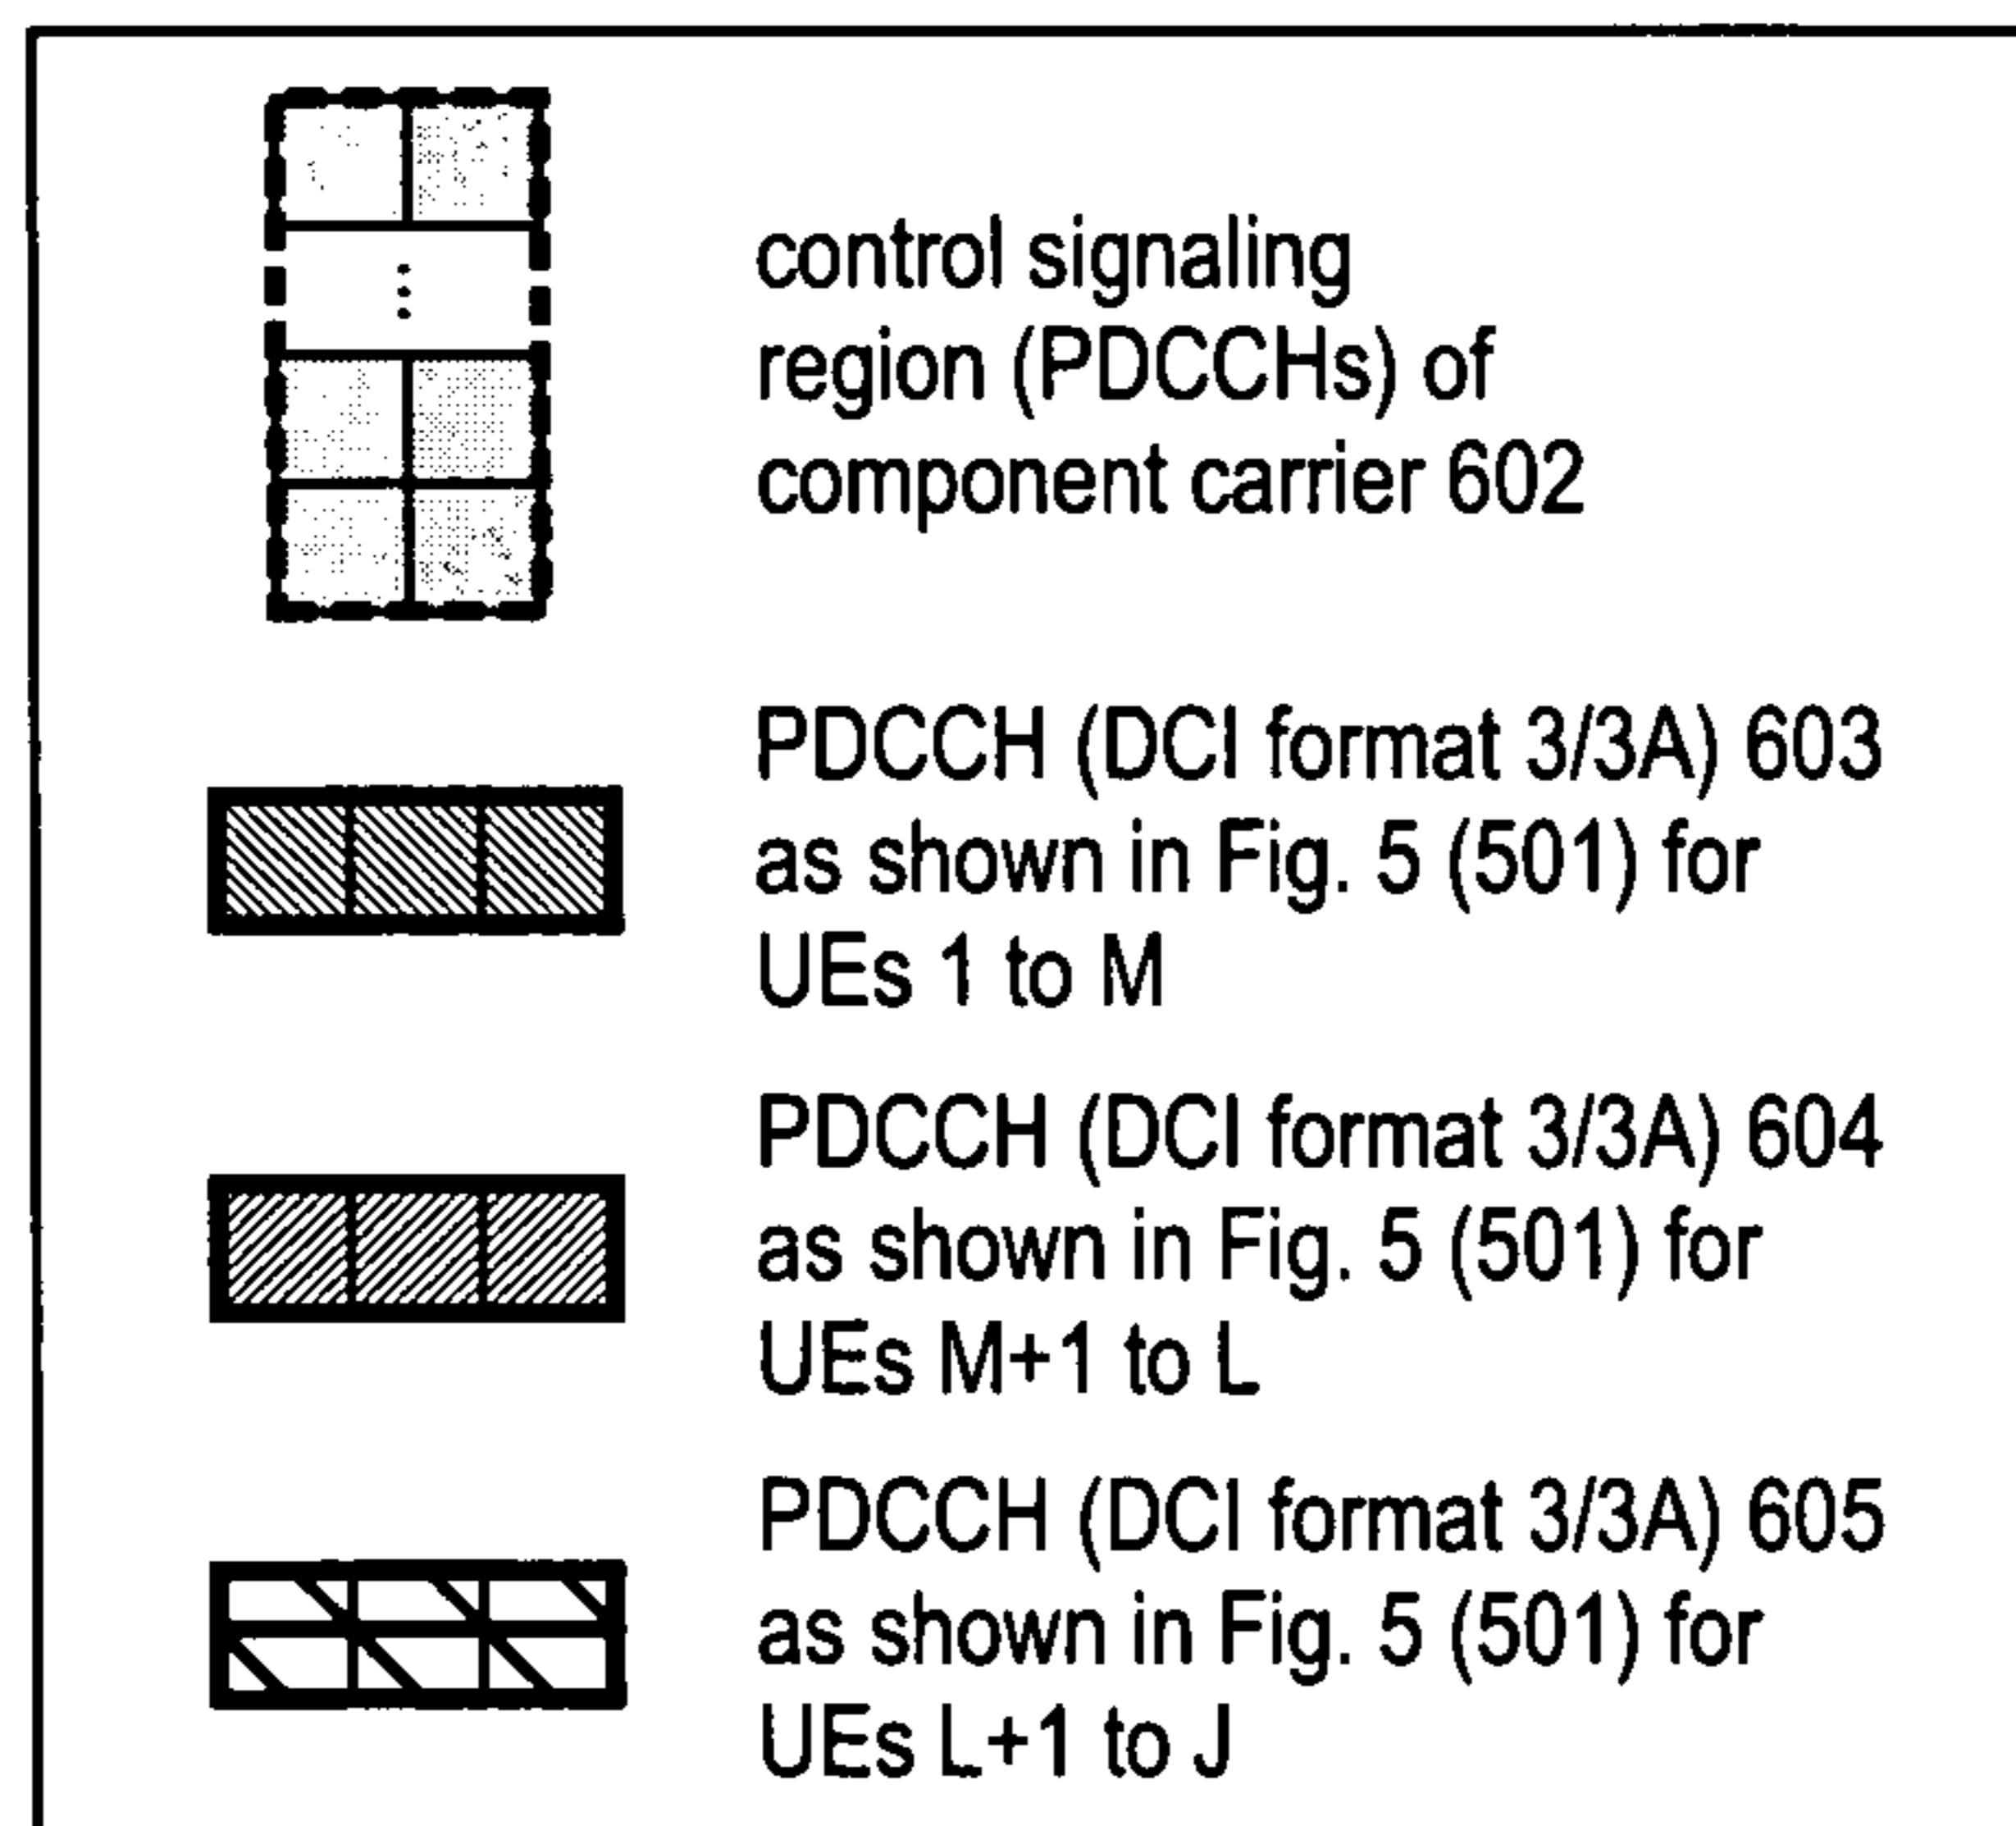 control signaling
region (PDCCHs) of
component carrier 602
PDCCH (DCI format 3/3A) 603
as shown in Fig. 5 (501) for
UEs 1 to M
PDCCH (DCI format 3/3A) 604
as shown in Fig. 5 (501) for
UEs M+1 to L
PDCCH (DCI format 3/3A) 605
as shown in Fig. 5 (501) for
UEs L+1 to J